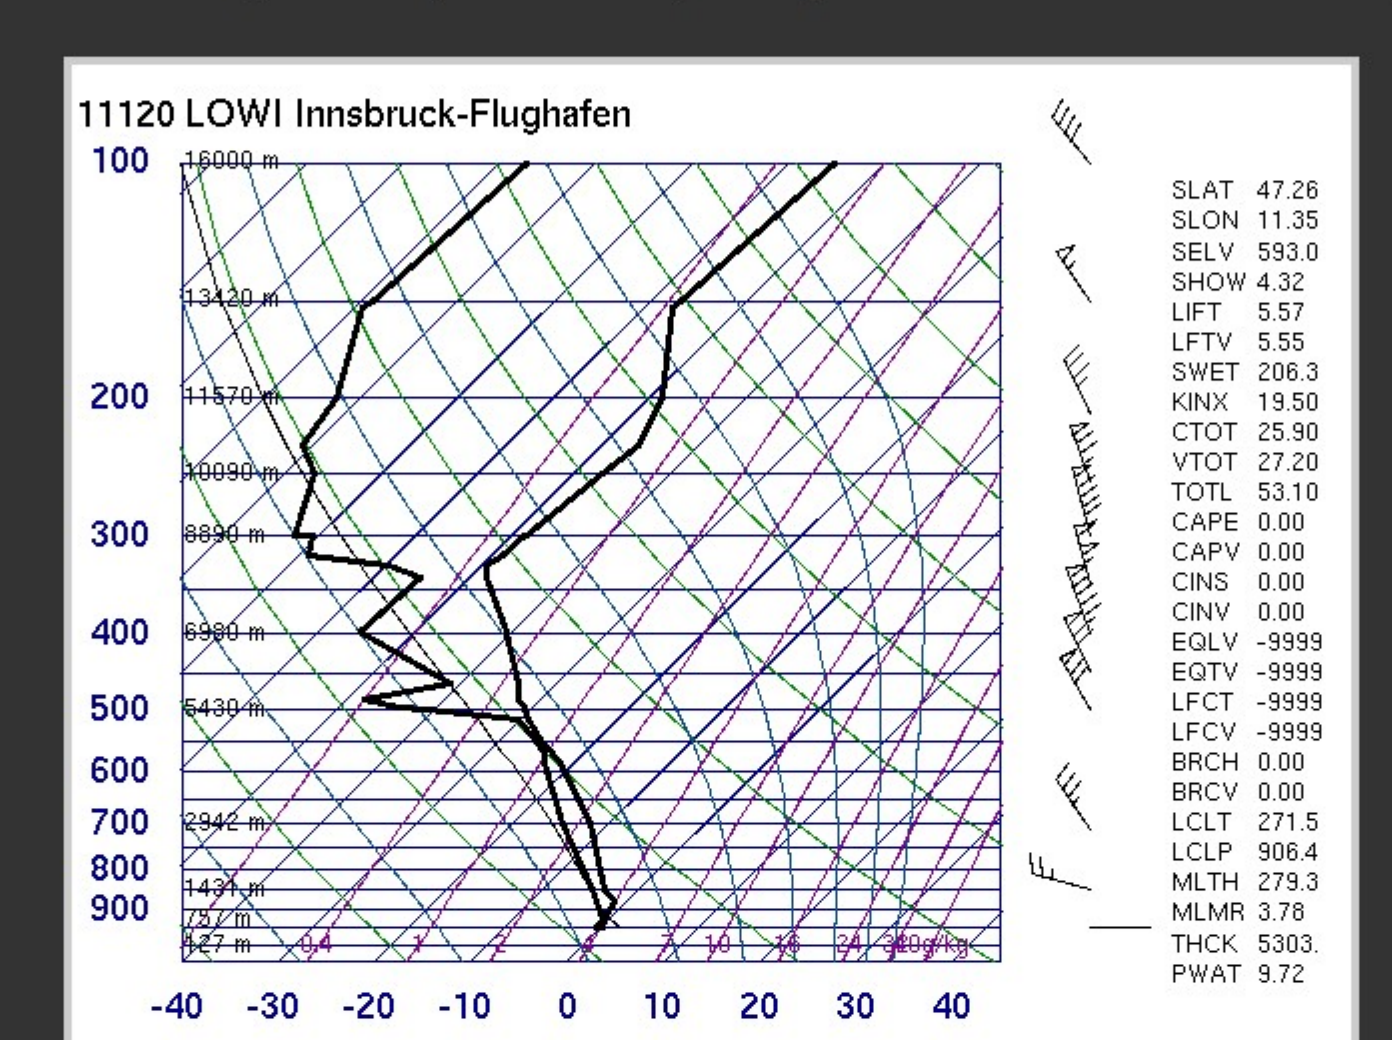 11120 LOWI Innsbruck-Flughafen
100 16000 m
SLAT 47.26
SLON 11.35
SELV 593.0
SHOW 4.32
13420 m
LIFT 5.57
LFTV 5.55
SWET 206.3
200 11570 m
KINX 19.50
CTOT 25.90
VTOT 27.20
10090 m
TOTL 53.10
CAPE 0.00
300 8890 m
CAPV 0.00
CINS 0.00
CINV 0.00
400 6980 m
EQLV -9999
EQTV -9999
LFCT -9999
500 5430 m
LFCV -9999
BRCH 0.00
600
BRCV 0.00
700 2942 m
LCLT 271.5
LCLP 906.4
800
MLTH 279.3
1431 m
900
MLMR 3.78
757 m
127 m 0.4 1 2 4 7 10 16 24 g/kg
THCK 5303.
PWAT 9.72
-40 -30 -20 -10 0 10 20 30 40